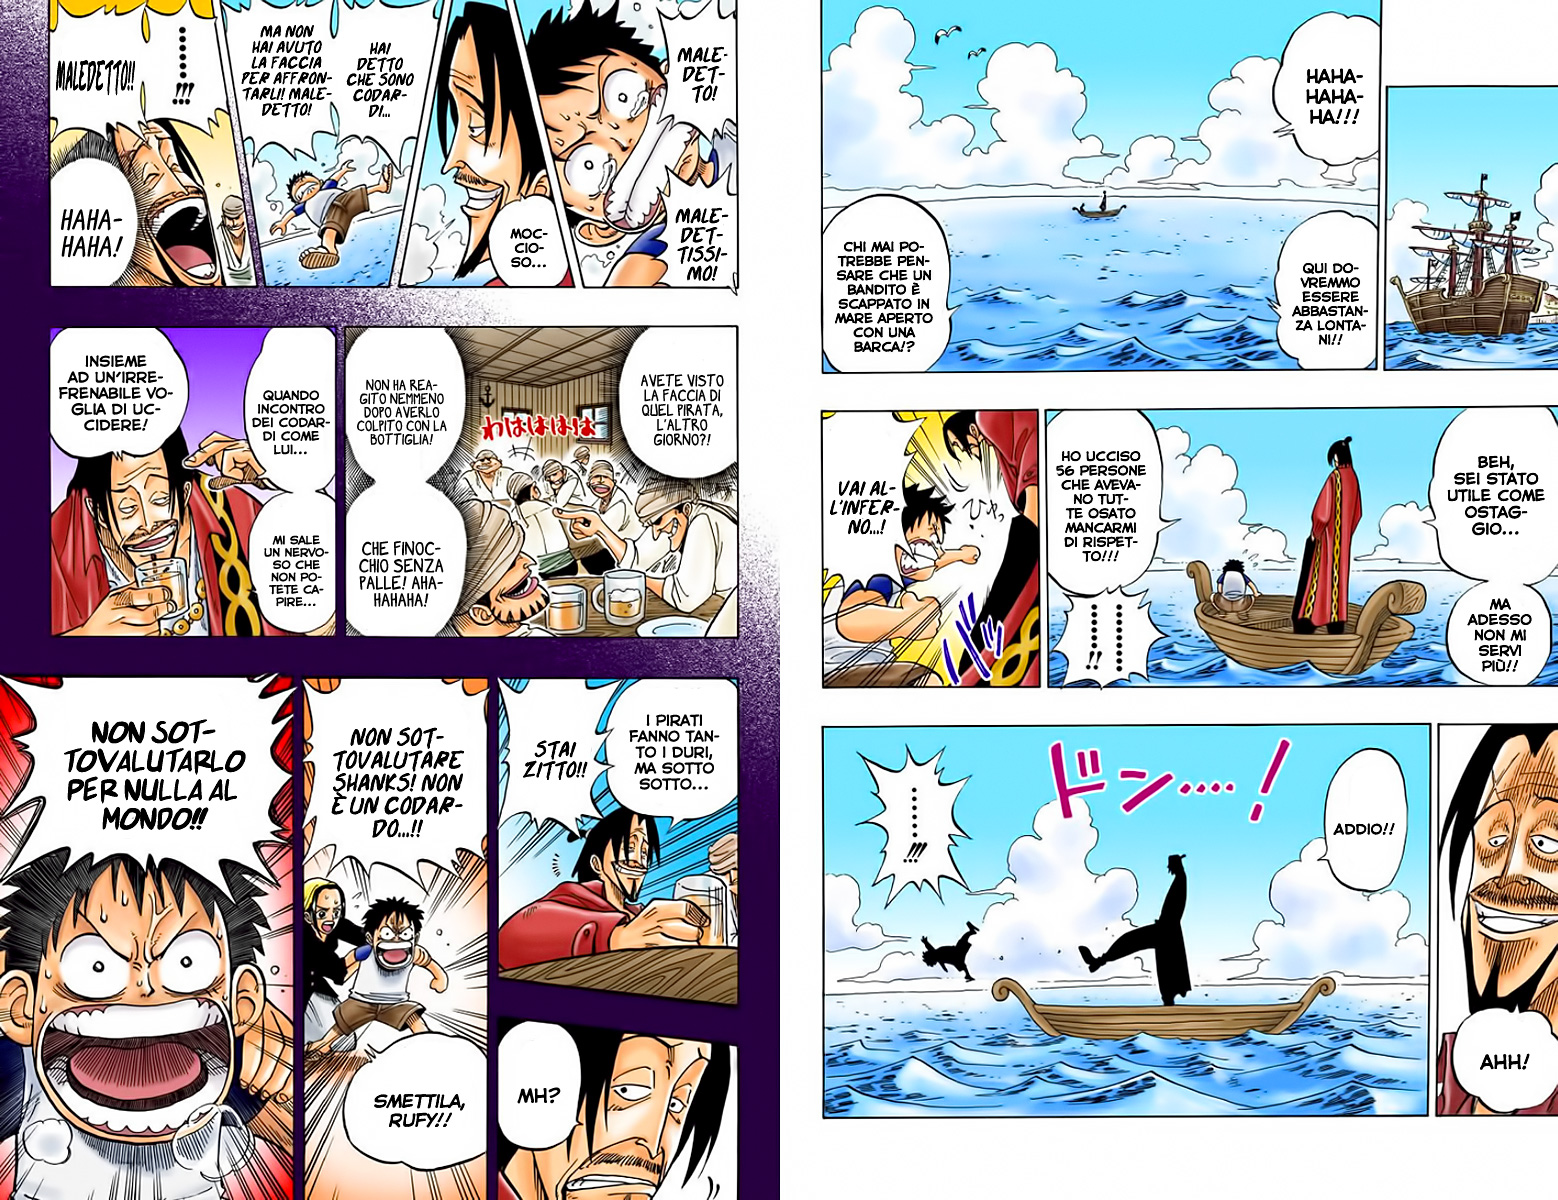 HAHA-
HAHA-
HA!!!
QUI DO-
VREMMO
ESSERE
ABBASTAN-
ZA LONTA-
NI!!
CHI MAI PO-
TREBBE PEN-
SARE CHE UN
BANDITO È
SCAPPATO IN
MARE APERTO
CON UNA
BARCA!?
BEH,
SEI STATO
UTILE COME
OSTAG-
GIO...
MA
ADESSO
NON MI
SERVI
PIÙ!!
HO UCCISO
56 PERSONE
CHE AVEVA-
NO TUT-
TE OSATO
MANCARMI
DI RISPET-
TO!!!
........!!
VAI AL-
L'INFER-
NO...!
ひゃっ
バッ
AHH!
ADDIO!!
ドン....!
........!!!
MALE-
DET-
TO!
MALE-
DET-
TISSI-
MO!
MOC-
CIO-
SO...
HAI
DETTO
CHE SONO
CODAR-
DI...
MA NON
HAI AVUTO
LA FACCIA
PER AFFRON-
TARLI! MALE-
DETTO!
........!!!
MALEDETTO!!
HAHA-
HAHA!
AVETE VISTO
LA FACCIA DI
QUEL PIRATA,
L'ALTRO
GIORNO?!
わはははは
NON HA REA-
GITO NEMMENO
DOPO AVERLO
COLPITO CON LA
BOTTIGLIA!
CHE FINOC-
CHIO SENZA
PALLE! AHA-
HAHAHA!
QUANDO
INCONTRO
DEI CODAR-
DI COME
LUI...
MI SALE
UN NERVO-
SO CHE
NON PO-
TETE CA-
PIRE...
INSIEME
AD UN'IRRE-
FRENABILE VO-
GLIA DI UC-
CIDERE!
I PIRATI
FANNO TAN-
TO I DURI,
MA SOTTO
SOTTO...
STAI
ZITTO!!
MH?
NON SOT-
TOVALUTARE
SHANKS! NON
È UN CODAR-
DO...!!
SMETTILA,
RUFY!!
NON SOT-
TOVALUTARLO
PER NULLA AL
MONDO!!